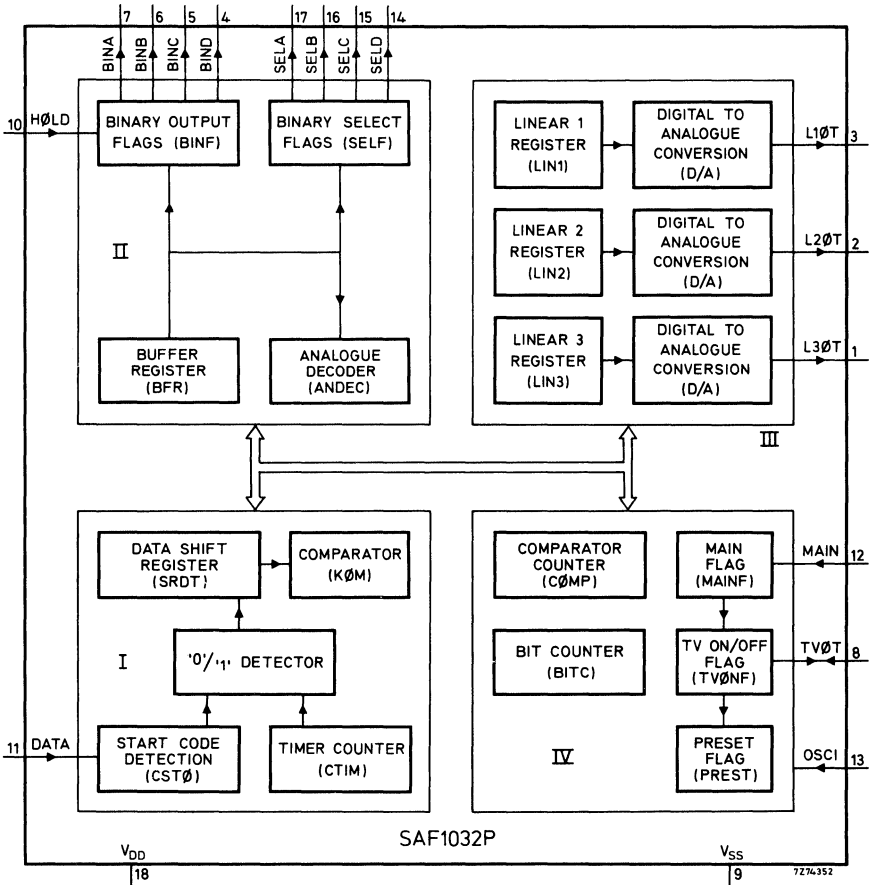 7 6 5 4 17 16 15 14
BINA BINB BINC BIND SELA SELB SELC SELD
10 HØLD
BINARY OUTPUT
FLAGS (BINF)
BINARY SELECT
FLAGS (SELF)
II
BUFFER
REGISTER
(BFR)
ANALOGUE
DECODER
(ANDEC)
LINEAR 1
REGISTER
(LIN1)
DIGITAL TO
ANALOGUE
CONVERSION
(D/A)
L1ØT
3
LINEAR 2
REGISTER
(LIN2)
DIGITAL TO
ANALOGUE
CONVERSION
(D/A)
L2ØT
2
LINEAR 3
REGISTER
(LIN3)
DIGITAL TO
ANALOGUE
CONVERSION
(D/A)
L3ØT
1
III
DATA SHIFT
REGISTER
(SRDT)
COMPARATOR
(KØM)
I
'0'/'1' DETECTOR
11 DATA
START CODE
DETECTION
(CSTØ)
TIMER COUNTER
(CTIM)
COMPARATOR
COUNTER
(CØMP)
MAIN
FLAG
(MAINF)
MAIN
12
BIT COUNTER
(BITC)
TV ON/OFF
FLAG
(TVØNF)
TVØT
8
IV
PRESET
FLAG
(PREST)
OSCI
13
SAF1032P
VDD
18
VSS
9
7Z74352